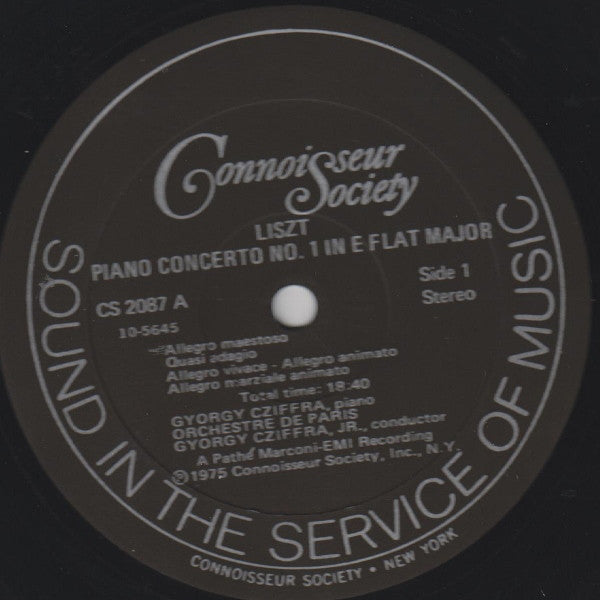 Connoisseur
Society
LISZT
PIANO CONCERTO NO. 1 IN E FLAT MAJOR
CS 2087 A
Side 1
10-5645
Stereo
Allegro maestoso
Quasi adagio
Allegro vivace - Allegro animato
Allegro marziale animato
Total time: 18:40
GYORGY CZIFFRA, piano
ORCHESTRE DE PARIS
GYORGY CZIFFRA, JR., conductor
A Pathé Marconi-EMI Recording
℗1975 Connoisseur Society, Inc., N.Y.
SOUND IN THE SERVICE OF MUSIC
CONNOISSEUR SOCIETY • NEW YORK